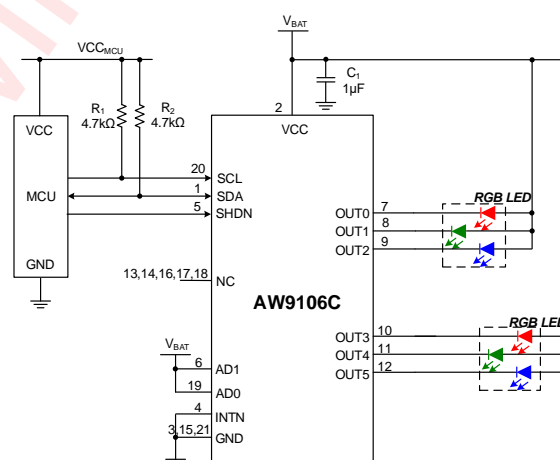 VBAT
VCCMCU
C1
1µF
R1
4.7kΩ
R2
4.7kΩ
2
VCC
VCC
20
SCL
MCU
1
SDA
5
SHDN
RGB LED
OUT0
7
OUT1
8
OUT2
9
GND
13,14,16,17,18
NC
AW9106C
RGB LED
OUT3
10
OUT4
11
OUT5
12
VBAT
6
AD1
19
AD0
4
INTN
3,15,21
GND